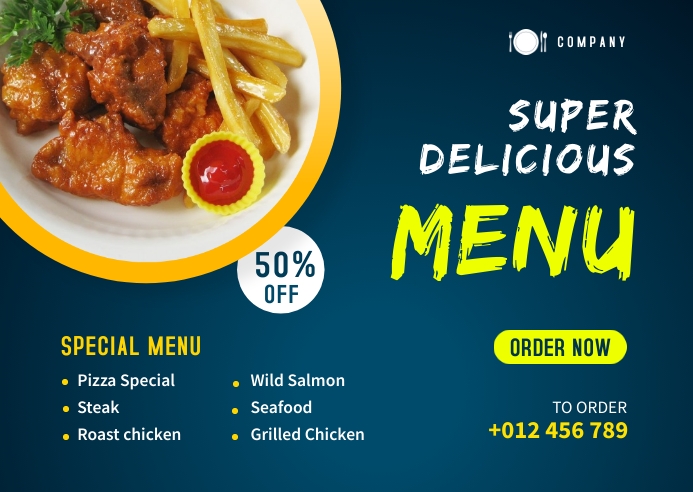 COMPANY
SUPER
DELICIOUS
MENU
50%
OFF
SPECIAL MENU
Pizza Special
Steak
Roast chicken
Wild Salmon
Seafood
Grilled Chicken
ORDER NOW
TO ORDER
+012 456 789